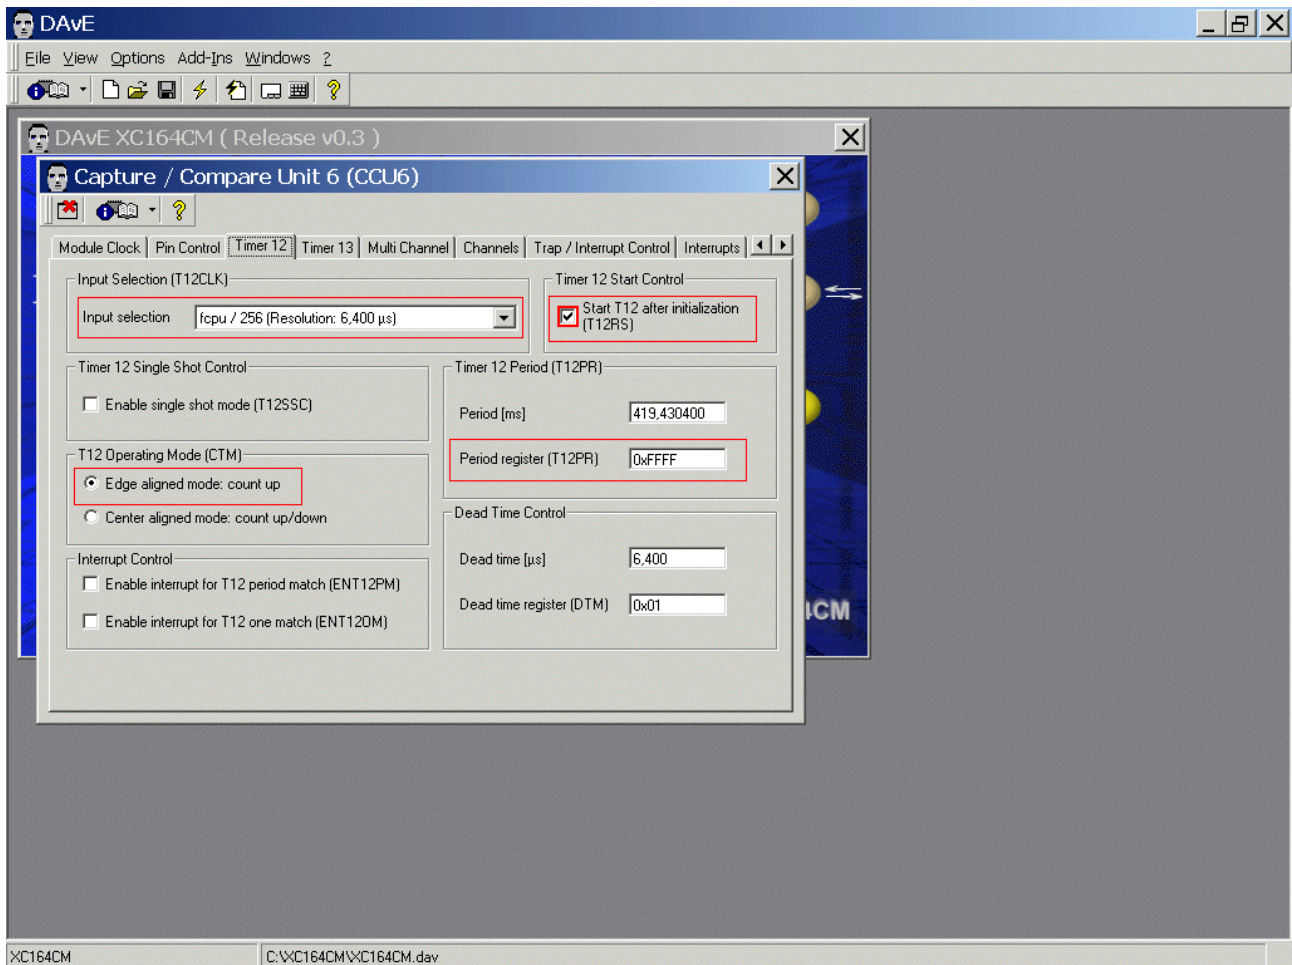 DAvE
File View Options Add-Ins Windows ?
DAvE XC164CM ( Release v0.3 )
Capture / Compare Unit 6 (CCU6)
Module Clock Pin Control Timer 12 Timer 13 Multi Channel Channels Trap / Interrupt Control Interrupts
Input Selection (T12CLK)
Input selection fcpu / 256 (Resolution: 6,400 µs)
Timer 12 Start Control
Start T12 after initialization
(T12RS)
Timer 12 Single Shot Control
Enable single shot mode (T12SSC)
Timer 12 Period (T12PR)
Period [ms] 419,430400
Period register (T12PR) 0xFFFF
T12 Operating Mode (CTM)
Edge aligned mode: count up
Center aligned mode: count up/down
Dead Time Control
Dead time [µs] 6,400
Dead time register (DTM) 0x01
Interrupt Control
Enable interrupt for T12 period match (ENT12PM)
Enable interrupt for T12 one match (ENT12OM)
CM
XC164CM C:\XC164CM\XC164CM.dav